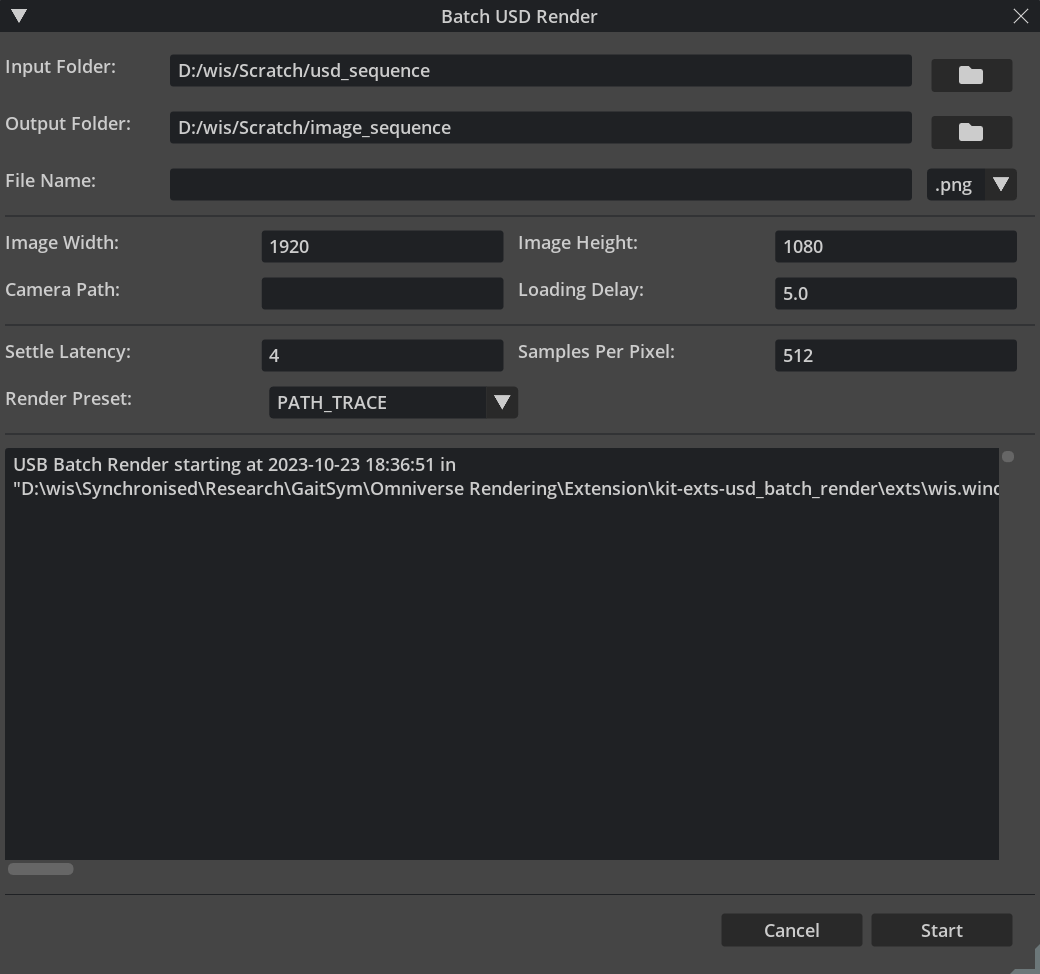 Batch USD Render
Input Folder: D:/wis/Scratch/usd_sequence
Output Folder: D:/wis/Scratch/image_sequence
File Name: .png
Image Width: 1920 Image Height: 1080
Camera Path: Loading Delay: 5.0
Settle Latency: 4 Samples Per Pixel: 512
Render Preset: PATH_TRACE
USB Batch Render starting at 2023-10-23 18:36:51 in
"D:\wis\Synchronised\Research\GaitSym\Omniverse Rendering\Extension\kit-exts-usd_batch_render\exts\wis.winc
Cancel Start